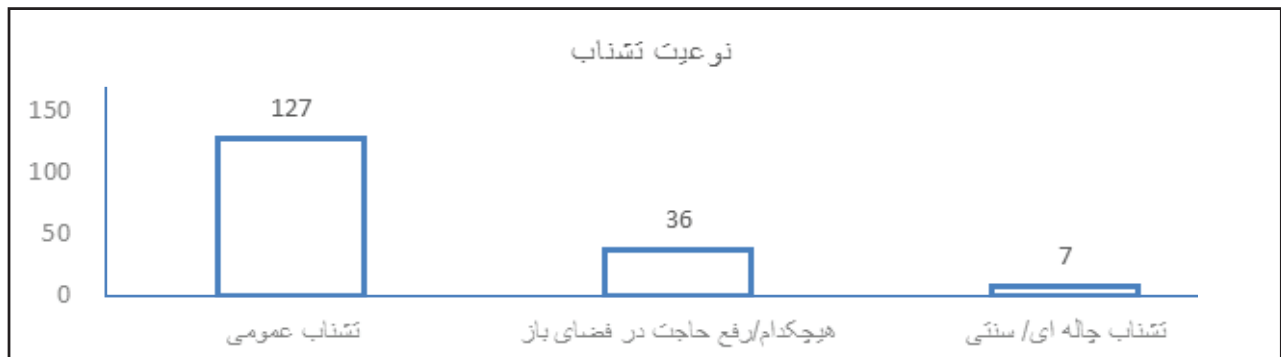 نوعیت تشناب
150
100
50
0
127
36
7
تشناب عمومی
هیچکدام/رفع حاجت در فضای باز
تشناب چاله ای/ سنتی